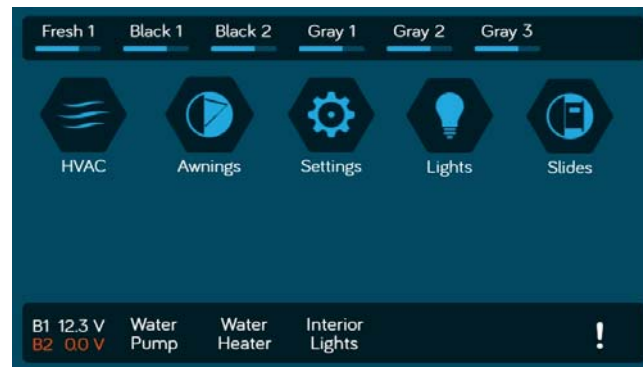 Fresh 1 Black 1 Black 2 Gray 1 Gray 2 Gray 3
HVAC Awnings Settings Lights Slides
B1 12.3 V Water Water Interior
B2 0.0 V Pump Heater Lights !